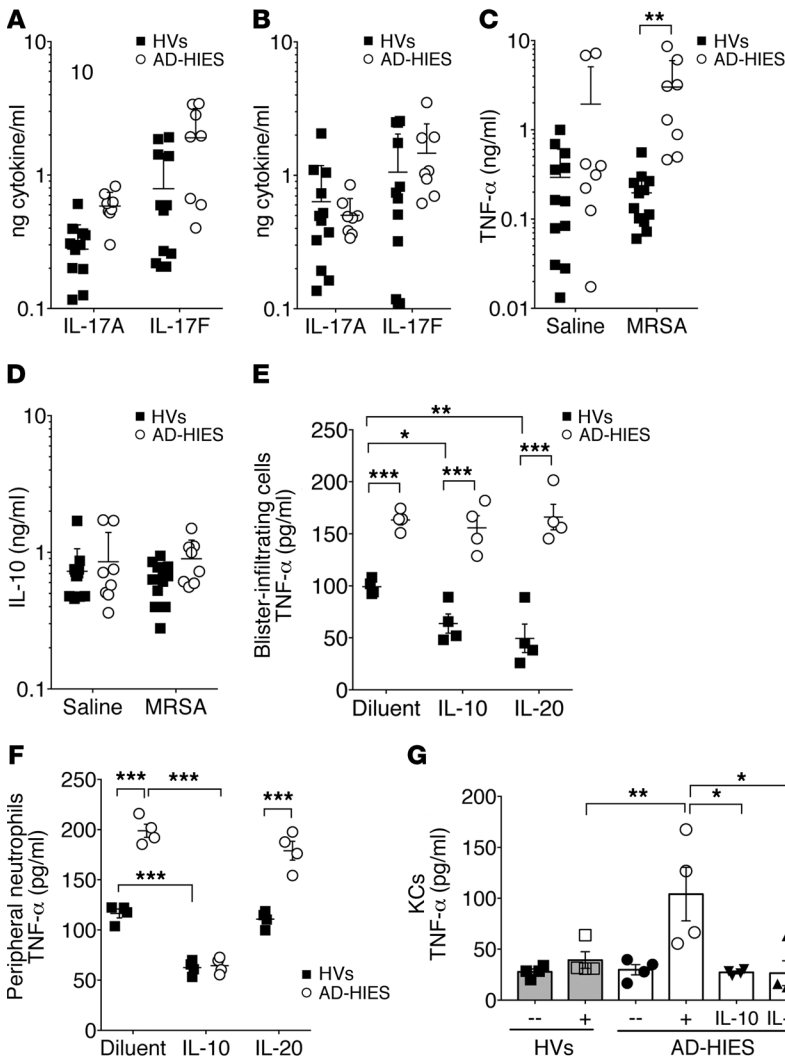 A
HVs
AD-HIES
10
10
ng cytokine/ml
1
0.1
IL-17A
IL-17F
B
HVs
AD-HIES
10
ng cytokine/ml
1
0.1
IL-17A
IL-17F
C
HVs
AD-HIES
**
10
TNF-α (ng/ml)
1
0.1
0.01
Saline
MRSA
D
HVs
AD-HIES
10
IL-10 (ng/ml)
1
0.1
Saline
MRSA
E
HVs
AD-HIES
**
*
***
***
***
Blister-infiltrating cells
TNF-α (pg/ml)
250
200
150
100
50
0
Diluent
IL-10
IL-20
F
***
***
***
***
Peripheral neutrophils
TNF-α (pg/ml)
250
200
150
100
50
0
HVs
AD-HIES
Diluent
IL-10
IL-20
G
**
*
*
KCs
TNF-α (pg/ml)
200
150
100
50
0
--
+
--
+
IL-10
HVs
AD-HIES